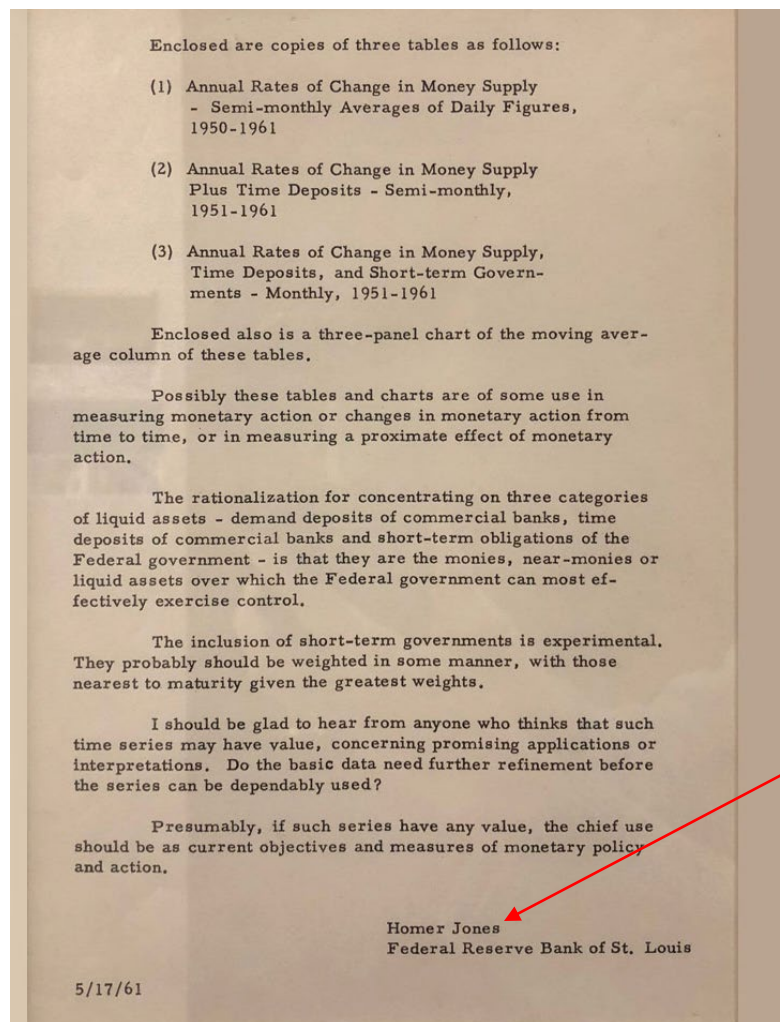 Enclosed are copies of three tables as follows:
(1) Annual Rates of Change in Money Supply
- Semi-monthly Averages of Daily Figures,
1950-1961
(2) Annual Rates of Change in Money Supply
Plus Time Deposits - Semi-monthly,
1951-1961
(3) Annual Rates of Change in Money Supply,
Time Deposits, and Short-term Govern-
ments - Monthly, 1951-1961
Enclosed also is a three-panel chart of the moving aver-
age column of these tables.
Possibly these tables and charts are of some use in
measuring monetary action or changes in monetary action from
time to time, or in measuring a proximate effect of monetary
action.
The rationalization for concentrating on three categories
of liquid assets - demand deposits of commercial banks, time
deposits of commercial banks and short-term obligations of the
Federal government - is that they are the monies, near-monies or
liquid assets over which the Federal government can most ef-
fectively exercise control.
The inclusion of short-term governments is experimental.
They probably should be weighted in some manner, with those
nearest to maturity given the greatest weights.
I should be glad to hear from anyone who thinks that such
time series may have value, concerning promising applications or
interpretations. Do the basic data need further refinement before
the series can be dependably used?
Presumably, if such series have any value, the chief use
should be as current objectives and measures of monetary policy
and action.
Homer Jones
Federal Reserve Bank of St. Louis
5/17/61